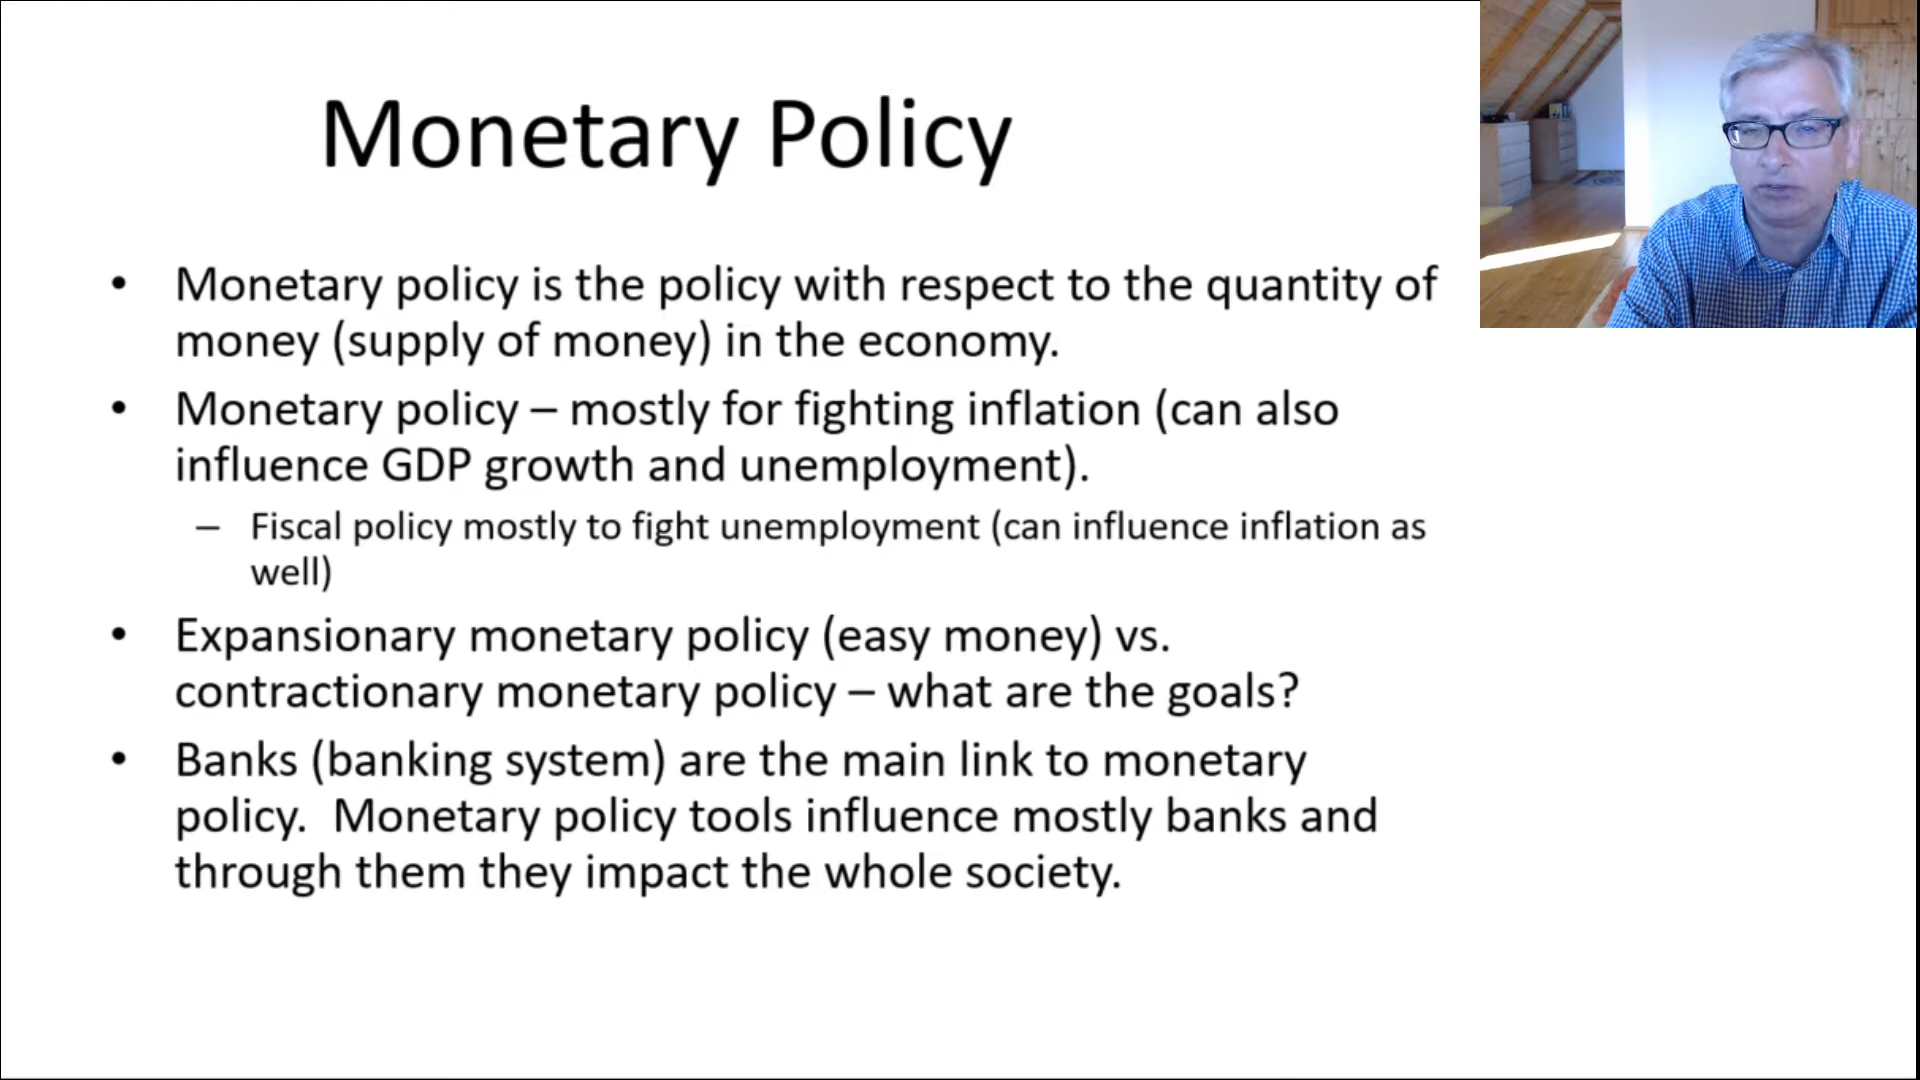 Monetary Policy
• Monetary policy is the policy with respect to the quantity of
money (supply of money) in the economy.
• Monetary policy – mostly for fighting inflation (can also
influence GDP growth and unemployment).
– Fiscal policy mostly to fight unemployment (can influence inflation as
well)
• Expansionary monetary policy (easy money) vs.
contractionary monetary policy – what are the goals?
• Banks (banking system) are the main link to monetary
policy.  Monetary policy tools influence mostly banks and
through them they impact the whole society.